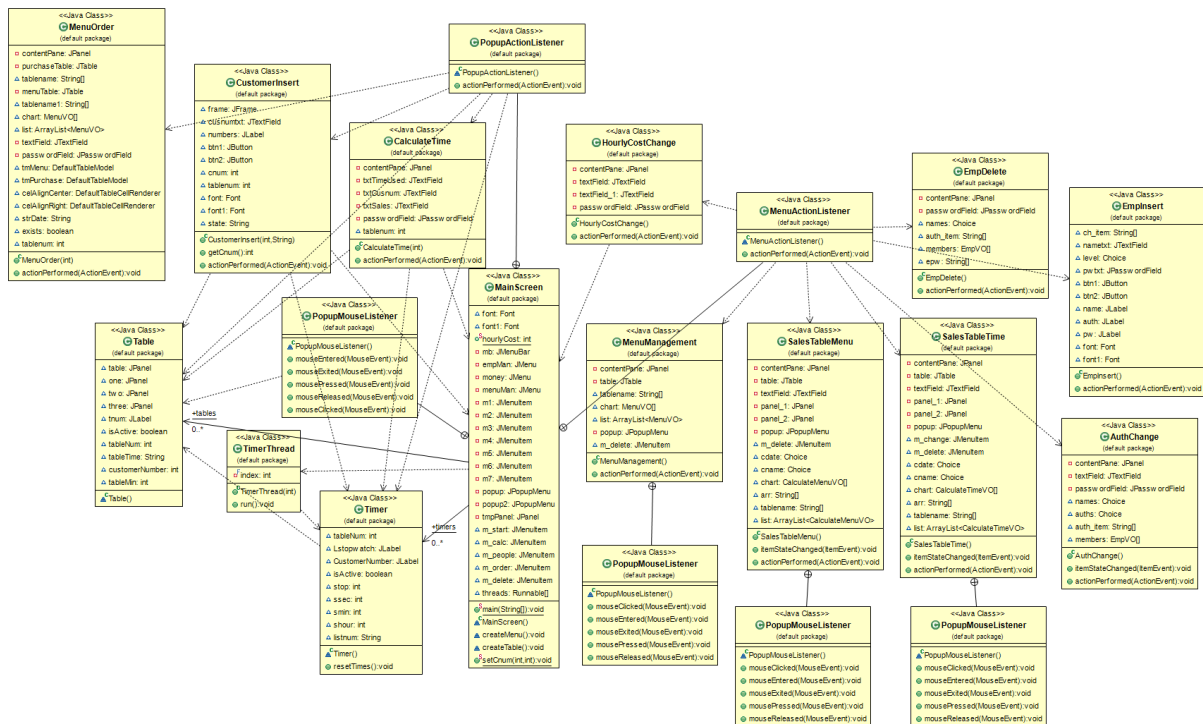 <<Java Class>>
MenuOrder
(default package)
contentPane: JPanel
purchaseTable: JTable
tablename: String[]
menuTable: JTable
tablename1: String[]
chart: MenuVO[]
list: ArrayList<MenuVO>
textField: JTextField
passwordField: JPasswordField
tmMenu: DefaultTableModel
tmPurchase: DefaultTableModel
celAlignCenter: DefaultTableCellRenderer
celAlignRight: DefaultTableCellRenderer
strDate: String
exists: boolean
tablenum: int
MenuOrder(int)
actionPerformed(ActionEvent):void
<<Java Class>>
CustomerInsert
(default package)
frame: JFrame
cusnumtxt: JTextField
numbers: JLabel
btn1: JButton
btn2: JButton
cnum: int
tablenum: int
font: Font
font1: Font
state: String
CustomerInsert(int,String)
getCnum():int
actionPerformed(ActionEvent):void
<<Java Class>>
PopupActionListener
(default package)
PopupActionListener()
actionPerformed(ActionEvent):void
<<Java Class>>
CalculateTime
(default package)
contentPane: JPanel
txtTimeUsed: JTextField
txtCusnum: JTextField
txtSales: JTextField
passwordField: JPasswordField
tablenum: int
CalculateTime(int)
actionPerformed(ActionEvent):void
<<Java Class>>
HourlyCostChange
(default package)
contentPane: JPanel
textField: JTextField
textField_1: JTextField
passwordField: JPasswordField
HourlyCostChange()
actionPerformed(ActionEvent):void
<<Java Class>>
MenuActionListener
(default package)
MenuActionListener()
actionPerformed(ActionEvent):void
<<Java Class>>
EmpDelete
(default package)
contentPane: JPanel
passwordField: JPasswordField
names: Choice
auth_item: String[]
members: EmpVO[]
epw: String[]
EmpDelete()
actionPerformed(ActionEvent):void
<<Java Class>>
EmpInsert
(default package)
ch_item: String[]
nametxt: JTextField
level: Choice
pwtxt: JPasswordField
btn1: JButton
btn2: JButton
name: JLabel
auth: JLabel
pw: JLabel
font: Font
font1: Font
EmpInsert()
actionPerformed(ActionEvent):void
<<Java Class>>
Table
(default package)
table: JPanel
one: JPanel
two: JPanel
three: JPanel
tnum: JLabel
isActive: boolean
tableNum: int
tableTime: String
customerNumber: int
tableMin: int
Table()
+tables
0..*
<<Java Class>>
PopupMouseListener
(default package)
PopupMouseListener()
mouseEntered(MouseEvent):void
mouseExited(MouseEvent):void
mousePressed(MouseEvent):void
mouseReleased(MouseEvent):void
mouseClicked(MouseEvent):void
<<Java Class>>
TimerThread
(default package)
index: int
TimerThread(int)
run():void
<<Java Class>>
Timer
(default package)
tableNum: int
Lstopwatch: JLabel
CustomerNumber: JLabel
isActive: boolean
stop: int
ssec: int
smin: int
shour: int
listnum: String
Timer()
resetTimes():void
+timers
0..*
<<Java Class>>
MainScreen
(default package)
font: Font
font1: Font
hourlyCost: int
mb: JMenuBar
empMan: JMenu
money: JMenu
menuMan: JMenu
m1: JMenuItem
m2: JMenuItem
m3: JMenuItem
m4: JMenuItem
m5: JMenuItem
m6: JMenuItem
m7: JMenuItem
popup: JPopupMenu
popup2: JPopupMenu
tmpPanel: JPanel
m_start: JMenuItem
m_calc: JMenuItem
m_people: JMenuItem
m_order: JMenuItem
m_delete: JMenuItem
threads: Runnable[]
main(String[]):void
MainScreen()
createMenu():void
createTable():void
setCnum(int,int):void
<<Java Class>>
MenuManagement
(default package)
contentPane: JPanel
table: JTable
tablename: String[]
chart: MenuVO[]
list: ArrayList<MenuVO>
popup: JPopupMenu
m_delete: JMenuItem
MenuManagement()
actionPerformed(ActionEvent):void
<<Java Class>>
SalesTableMenu
(default package)
contentPane: JPanel
table: JTable
textField: JTextField
panel_1: JPanel
panel_2: JPanel
popup: JPopupMenu
m_delete: JMenuItem
cdate: Choice
cname: Choice
chart: CalculateMenuVO[]
arr: String[]
tablename: String[]
list: ArrayList<CalculateMenuVO>
SalesTableMenu()
itemStateChanged(ItemEvent):void
actionPerformed(ActionEvent):void
<<Java Class>>
SalesTableTime
(default package)
contentPane: JPanel
table: JTable
textField: JTextField
panel_1: JPanel
panel_2: JPanel
popup: JPopupMenu
m_change: JMenuItem
m_delete: JMenuItem
cdate: Choice
cname: Choice
chart: CalculateTimeVO[]
arr: String[]
tablename: String[]
list: ArrayList<CalculateTimeVO>
SalesTableTime()
itemStateChanged(ItemEvent):void
actionPerformed(ActionEvent):void
<<Java Class>>
AuthChange
(default package)
contentPane: JPanel
textField: JTextField
passwordField: JPasswordField
names: Choice
auths: Choice
auth_item: String[]
members: EmpVO[]
AuthChange()
itemStateChanged(ItemEvent):void
actionPerformed(ActionEvent):void
<<Java Class>>
PopupMouseListener
(default package)
PopupMouseListener()
mouseClicked(MouseEvent):void
mouseEntered(MouseEvent):void
mouseExited(MouseEvent):void
mousePressed(MouseEvent):void
mouseReleased(MouseEvent):void
<<Java Class>>
PopupMouseListener
(default package)
PopupMouseListener()
mouseClicked(MouseEvent):void
mouseEntered(MouseEvent):void
mouseExited(MouseEvent):void
mousePressed(MouseEvent):void
mouseReleased(MouseEvent):void
<<Java Class>>
PopupMouseListener
(default package)
PopupMouseListener()
mouseClicked(MouseEvent):void
mouseEntered(MouseEvent):void
mouseExited(MouseEvent):void
mousePressed(MouseEvent):void
mouseReleased(MouseEvent):void